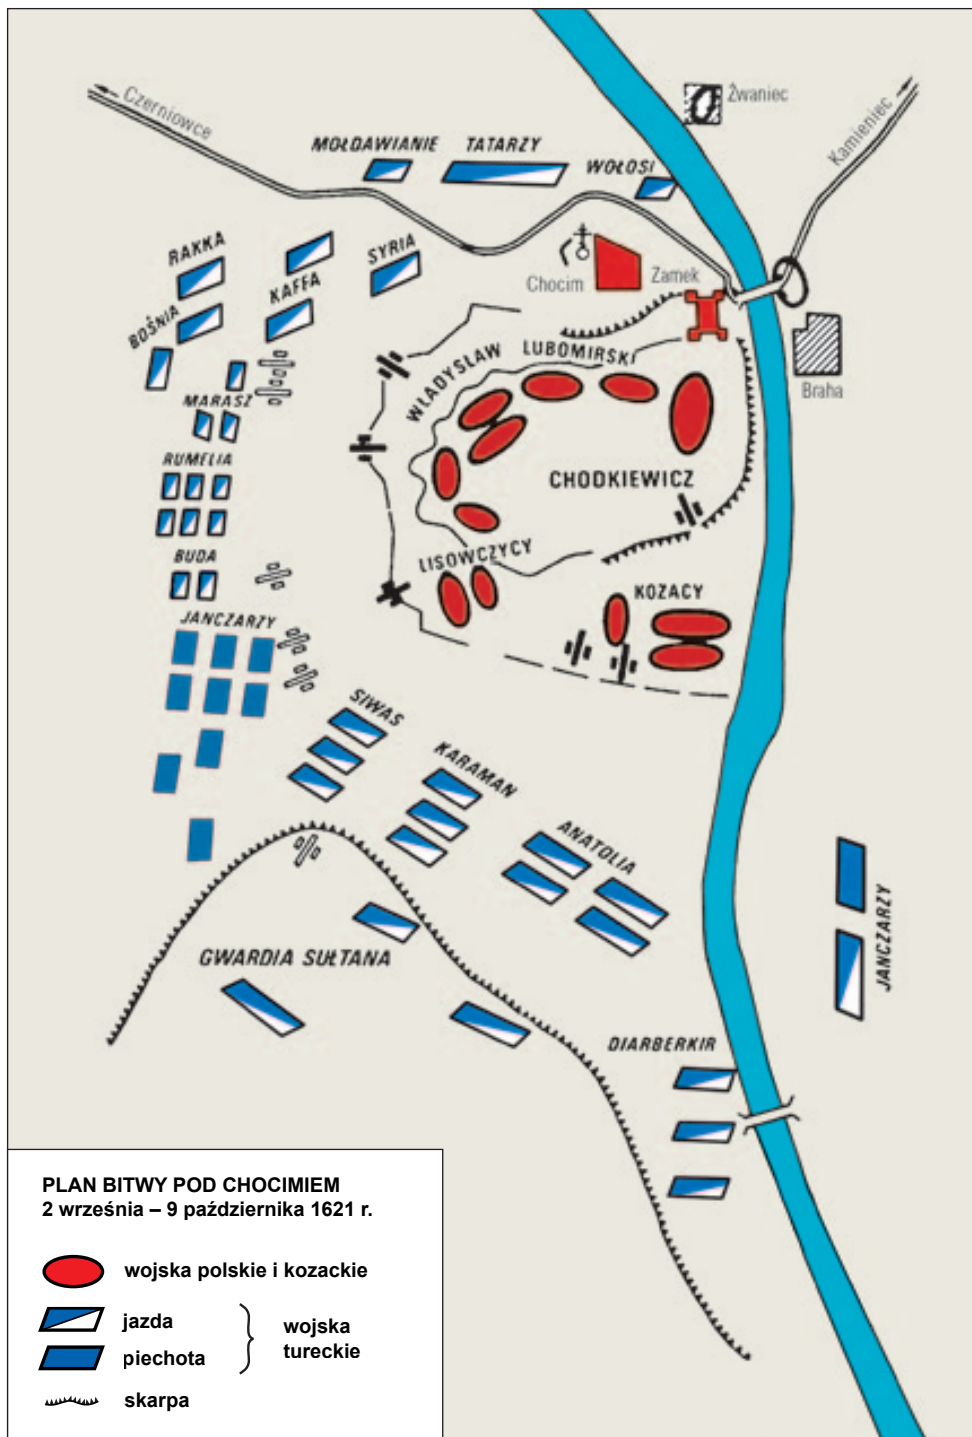 Żwaniec
Czerniowce
Kamieniec
MOŁDAWIANIE
TATARZY
WOŁOSI
RAKKA
SYRIA
KAFFA
BOŚNIA
Chocim
Zamek
Braha
WŁADYSŁAW
LUBOMIRSKI
MARASZ
RUMELIA
CHODKIEWICZ
BUDA
LISOWCZYCY
KOZACY
JANCZARZY
SIWAS
KARAMAN
ANATOLIA
JANCZARZY
GWARDIA SUŁTANA
DIARBERKIR
PLAN BITWY POD CHOCIMIEM
2 września – 9 października 1621 r.
wojska polskie i kozackie
jazda
piechota
wojska
tureckie
skarpa